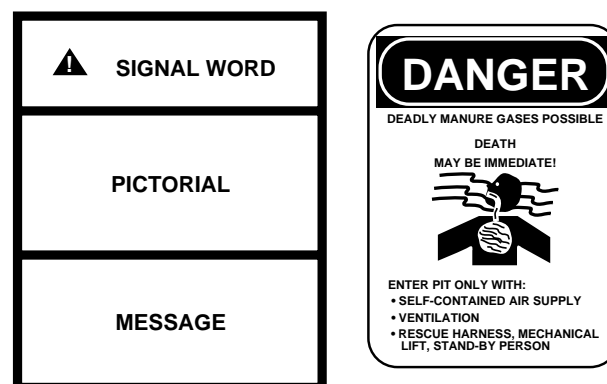 SIGNAL WORD
PICTORIAL
MESSAGE
DANGER
DEADLY MANURE GASES POSSIBLE
DEATH
MAY BE IMMEDIATE!
ENTER PIT ONLY WITH:
• SELF-CONTAINED AIR SUPPLY
• VENTILATION
• RESCUE HARNESS, MECHANICAL
LIFT, STAND-BY PERSON